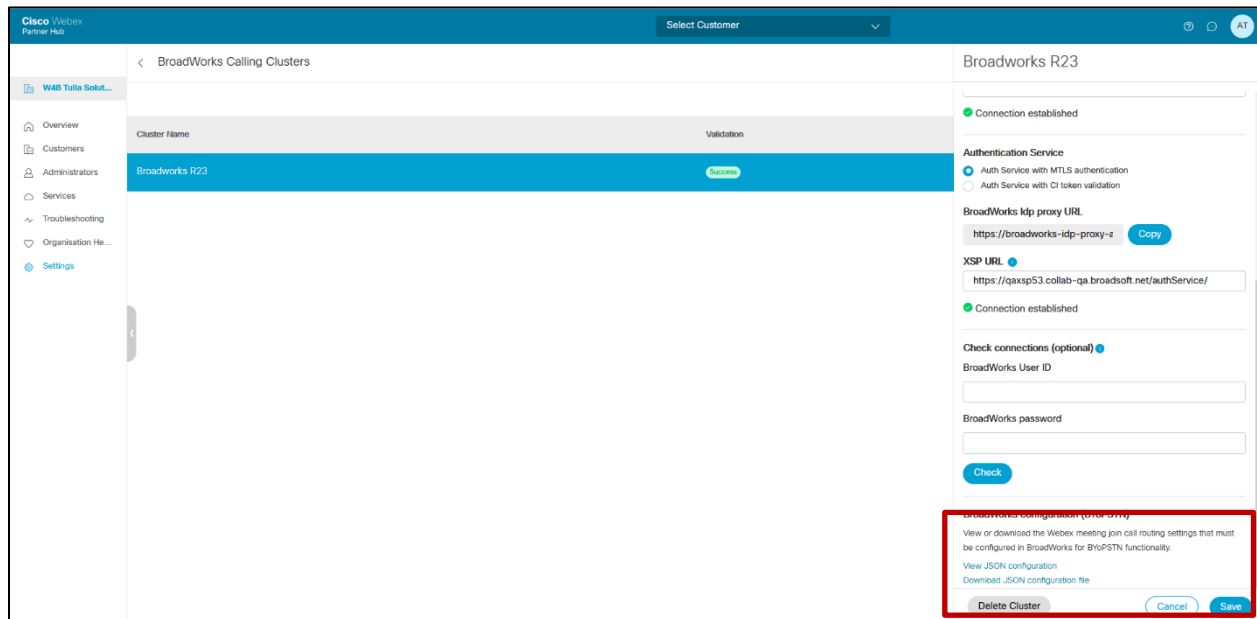 Cisco Webex
Partner Hub
Select Customer
AT
W4B Tulla Solut...
Overview
Customers
Administrators
Services
Troubleshooting
Organisation He...
Settings
BroadWorks Calling Clusters
Cluster Name
Validation
Broadworks R23
Success
Broadworks R23
Connection established
Authentication Service
Auth Service with MTLS authentication
Auth Service with CI token validation
BroadWorks Idp proxy URL
https://broadworks-idp-proxy-a
Copy
XSP URL
https://qaxsp53.collab-qa.broadsoft.net/authService/
Connection established
Check connections (optional)
BroadWorks User ID
BroadWorks password
Check
BroadWorks configuration (BYoPSTN)
View or download the Webex meeting join call routing settings that must
be configured in BroadWorks for BYoPSTN functionality.
View JSON configuration
Download JSON configuration file
Delete Cluster
Cancel
Save